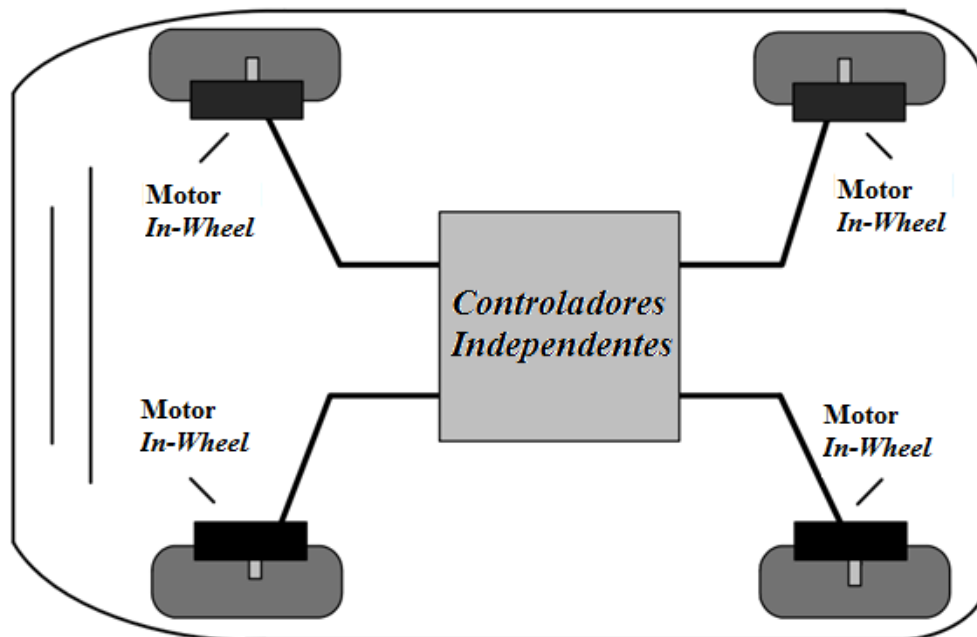 Motor
In-Wheel
Motor
In-Wheel
Controladores
Independentes
Motor
In-Wheel
Motor
In-Wheel